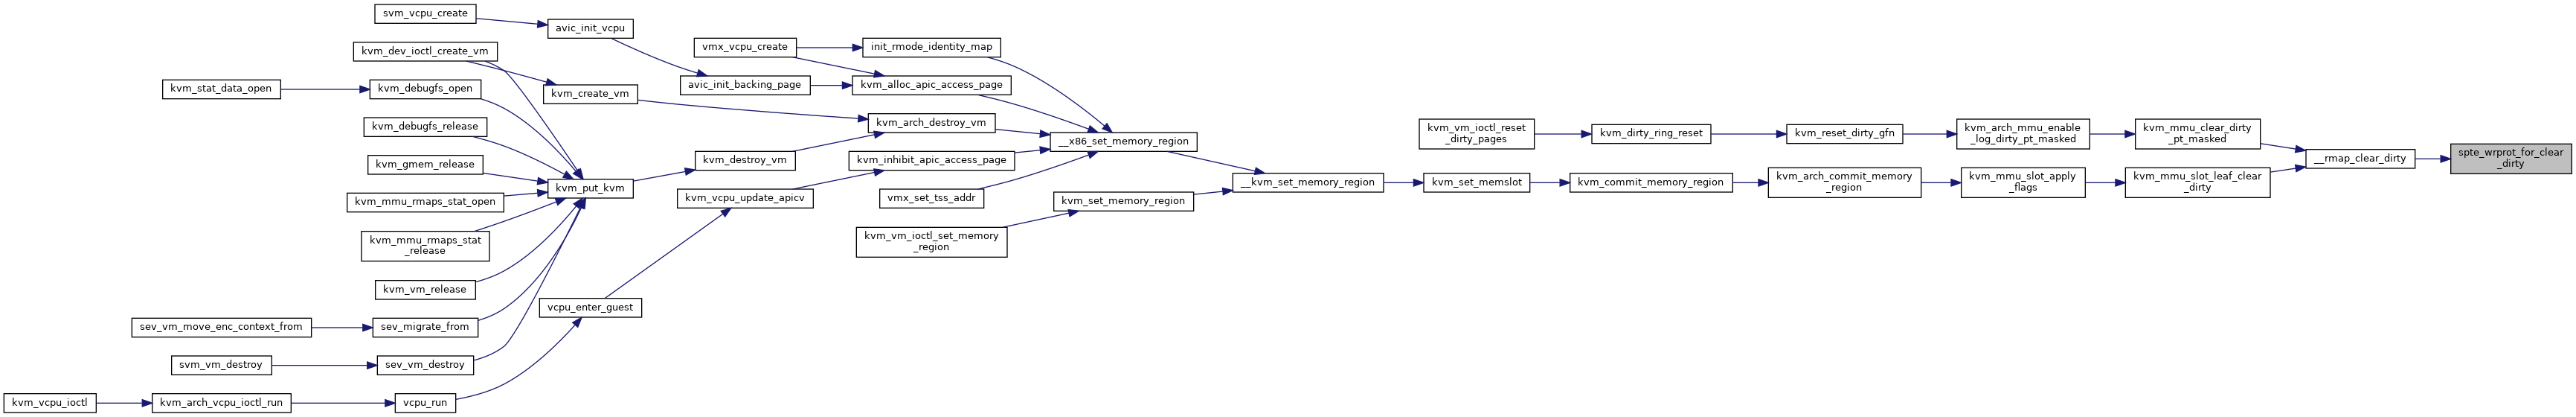 svm_vcpu_create
avic_init_vcpu
kvm_dev_ioctl_create_vm
vmx_vcpu_create
init_rmode_identity_map
kvm_stat_data_open
kvm_debugfs_open
kvm_create_vm
avic_init_backing_page
kvm_alloc_apic_access_page
kvm_debugfs_release
kvm_arch_destroy_vm
__x86_set_memory_region
kvm_vm_ioctl_reset
_dirty_pages
kvm_dirty_ring_reset
kvm_reset_dirty_gfn
kvm_arch_mmu_enable
_log_dirty_pt_masked
kvm_mmu_clear_dirty
_pt_masked
kvm_gmem_release
kvm_destroy_vm
kvm_inhibit_apic_access_page
__rmap_clear_dirty
spte_wrprot_for_clear
_dirty
kvm_put_kvm
kvm_mmu_rmaps_stat_open
kvm_vcpu_update_apicv
vmx_set_tss_addr
kvm_set_memory_region
__kvm_set_memory_region
kvm_set_memslot
kvm_commit_memory_region
kvm_arch_commit_memory
_region
kvm_mmu_slot_apply
_flags
kvm_mmu_slot_leaf_clear
_dirty
kvm_mmu_rmaps_stat
_release
kvm_vm_ioctl_set_memory
_region
kvm_vm_release
vcpu_enter_guest
sev_vm_move_enc_context_from
sev_migrate_from
svm_vm_destroy
sev_vm_destroy
kvm_vcpu_ioctl
kvm_arch_vcpu_ioctl_run
vcpu_run